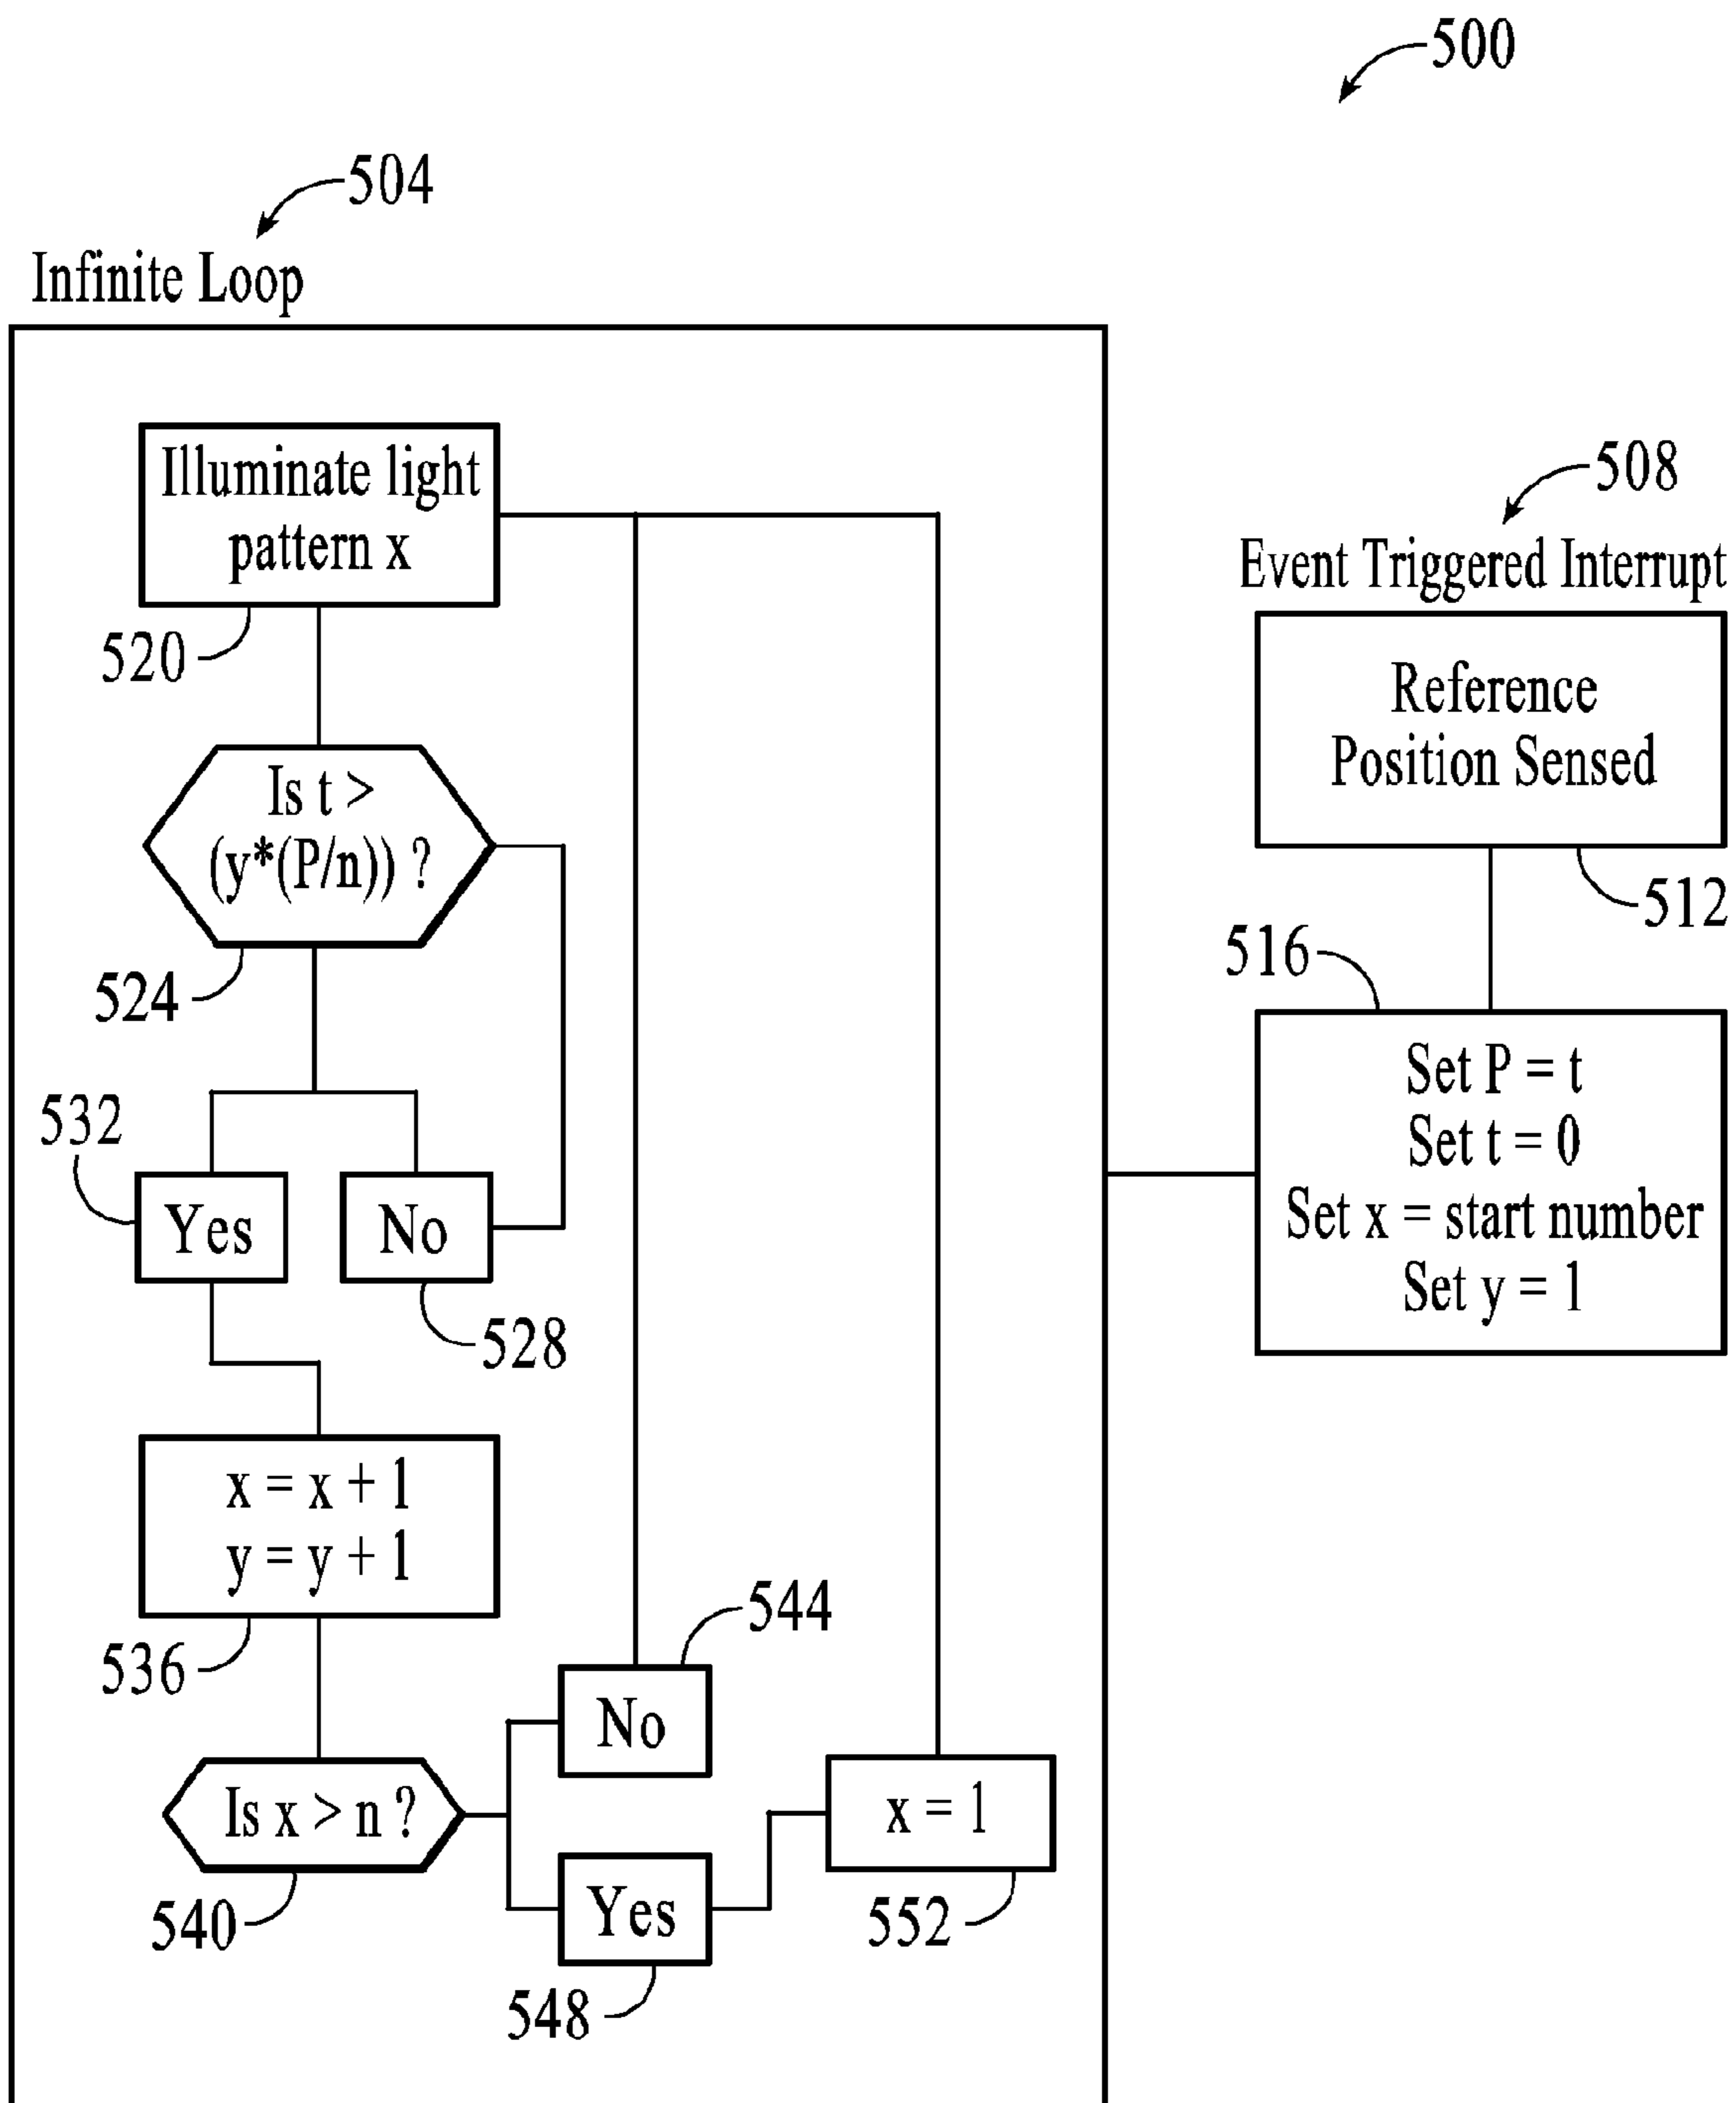 500
504
Infinite Loop
Illuminate light
pattern x
520
Is t >
(y*(P/n)) ?
524
532
Yes
No
528
x = x + 1
y = y + 1
536
Is x > n ?
540
544
No
Yes
548
x = 1
552
508
Event Triggered Interrupt
Reference
Position Sensed
512
516
Set P = t
Set t = 0
Set x = start number
Set y = 1